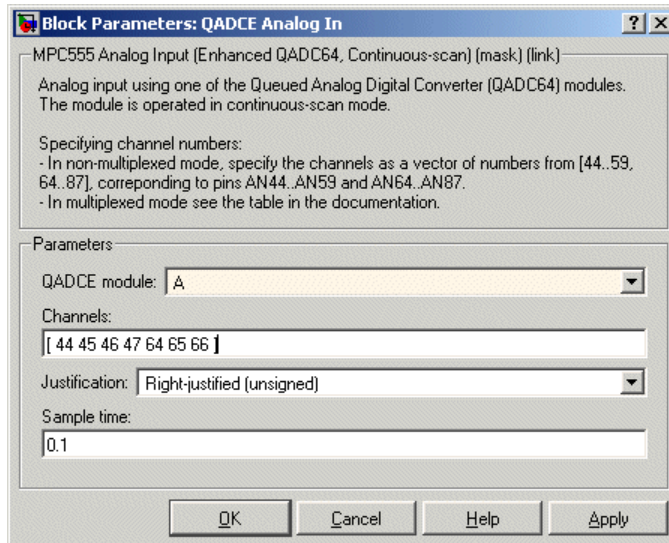 Block Parameters: QADCE Analog In
MPC555 Analog Input (Enhanced QADC64, Continuous-scan) (mask) (link)
Analog input using one of the Queued Analog Digital Converter (QADC64) modules.
The module is operated in continuous-scan mode.
Specifying channel numbers:
- In non-multiplexed mode, specify the channels as a vector of numbers from [44..59,
64..87], correponding to pins AN44..AN59 and AN64..AN87.
- In multiplexed mode see the table in the documentation.
Parameters
QADCE module: A
Channels:
[ 44 45 46 47 64 65 66 ]
Justification: Right-justified (unsigned)
Sample time:
0.1
OK Cancel Help Apply